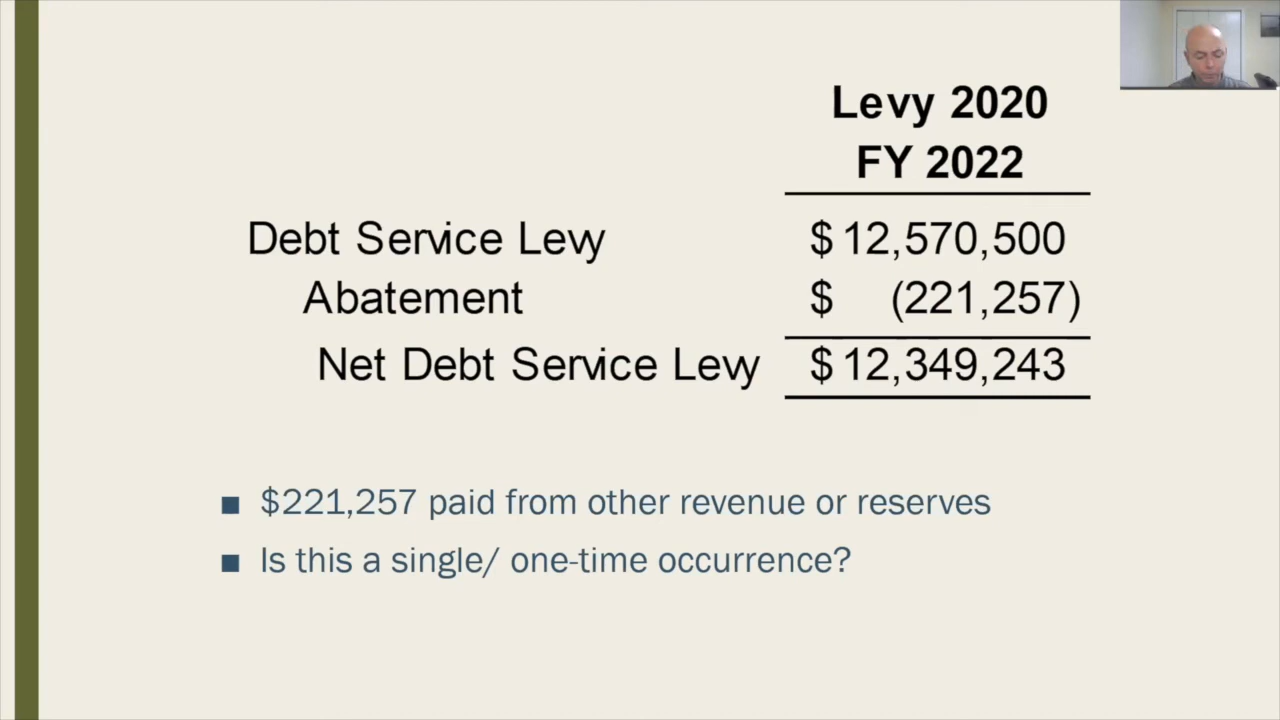 Levy 2020
FY 2022
Debt Service Levy $ 12,570,500
Abatement $ (221,257)
Net Debt Service Levy $ 12,349,243
■ $221,257 paid from other revenue or reserves
■ Is this a single/ one-time occurrence?